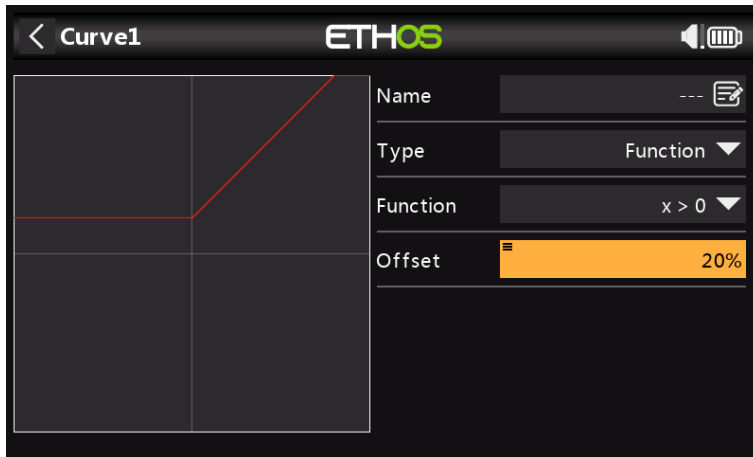 Curve1 ETHOS
Name ---
Type Function
Function x > 0
Offset 20%